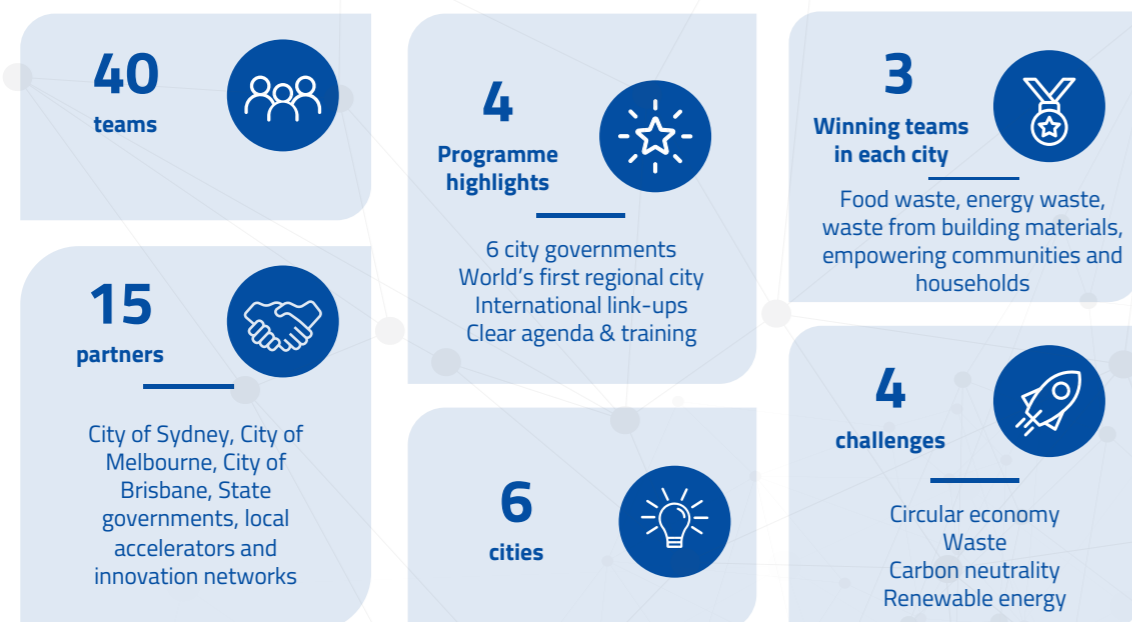 40
teams
15
partners
City of Sydney, City of
Melbourne, City of
Brisbane, State
governments, local
accelerators and
innovation networks
4
Programme
highlights
6 city governments
World's first regional city
International link-ups
Clear agenda & training
6
cities
3
Winning teams
in each city
Food waste, energy waste,
waste from building materials,
empowering communities and
households
4
challenges
Circular economy
Waste
Carbon neutrality
Renewable energy